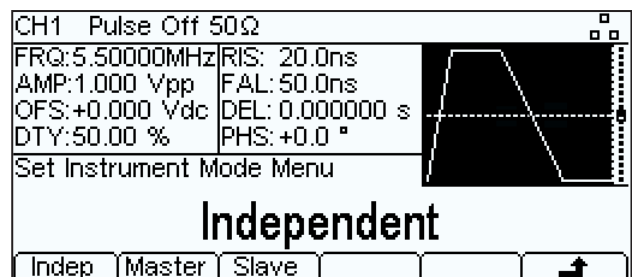 CH1 Pulse Off 50Ω
FRQ:5.50000MHz RIS: 20.0ns
AMP:1.000 Vpp FAL:50.0ns
OFS:+0.000 Vdc DEL: 0.000000 s
DTY:50.00 % PHS:+0.0 °
Set Instrument Mode Menu
Independent
Indep Master Slave